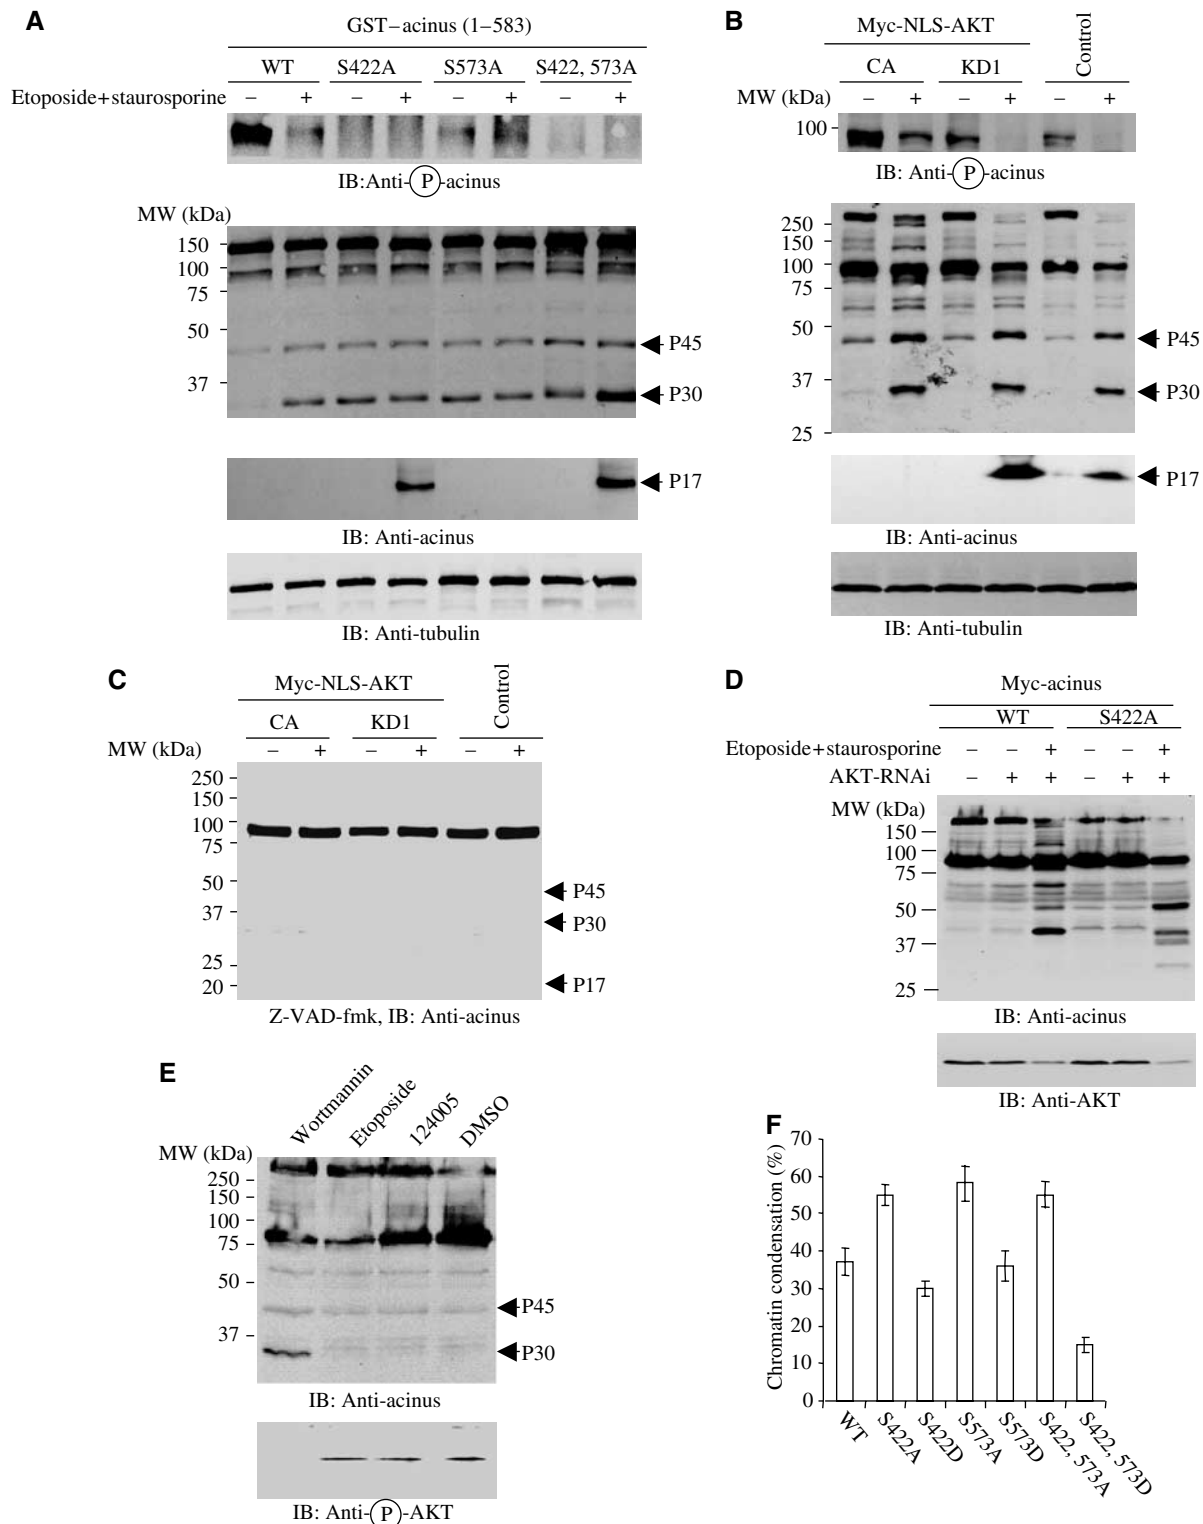 A
GST–acinus (1–583)
WT S422A S573A S422, 573A
Etoposide+staurosporine – + – + – + – +
IB:Anti-(P)-acinus
MW (kDa)
150
100
75
50
37
P45
P30
P17
IB: Anti-acinus
IB: Anti-tubulin
B
Myc-NLS-AKT
Control
CA KD1
MW (kDa) – + – + – +
100
IB: Anti-(P)-acinus
250
150
100
75
50
37
25
P45
P30
P17
IB: Anti-acinus
IB: Anti-tubulin
C
Myc-NLS-AKT
Control
CA KD1
MW (kDa) – + – + – +
250
150
100
75
50
37
25
20
P45
P30
P17
Z-VAD-fmk, IB: Anti-acinus
D
Myc-acinus
WT S422A
Etoposide+staurosporine – – + – – +
AKT-RNAi – + + – + +
MW (kDa)
150
100
75
50
37
25
IB: Anti-acinus
IB: Anti-AKT
E
Wortmannin
Etoposide
124005
DMSO
MW (kDa)
250
150
100
75
50
37
P45
P30
IB: Anti-acinus
IB: Anti-(P)-AKT
F
Chromatin condensation (%)
70
60
50
40
30
20
10
0
WT
S422A
S422D
S573A
S573D
S422, 573A
S422, 573D